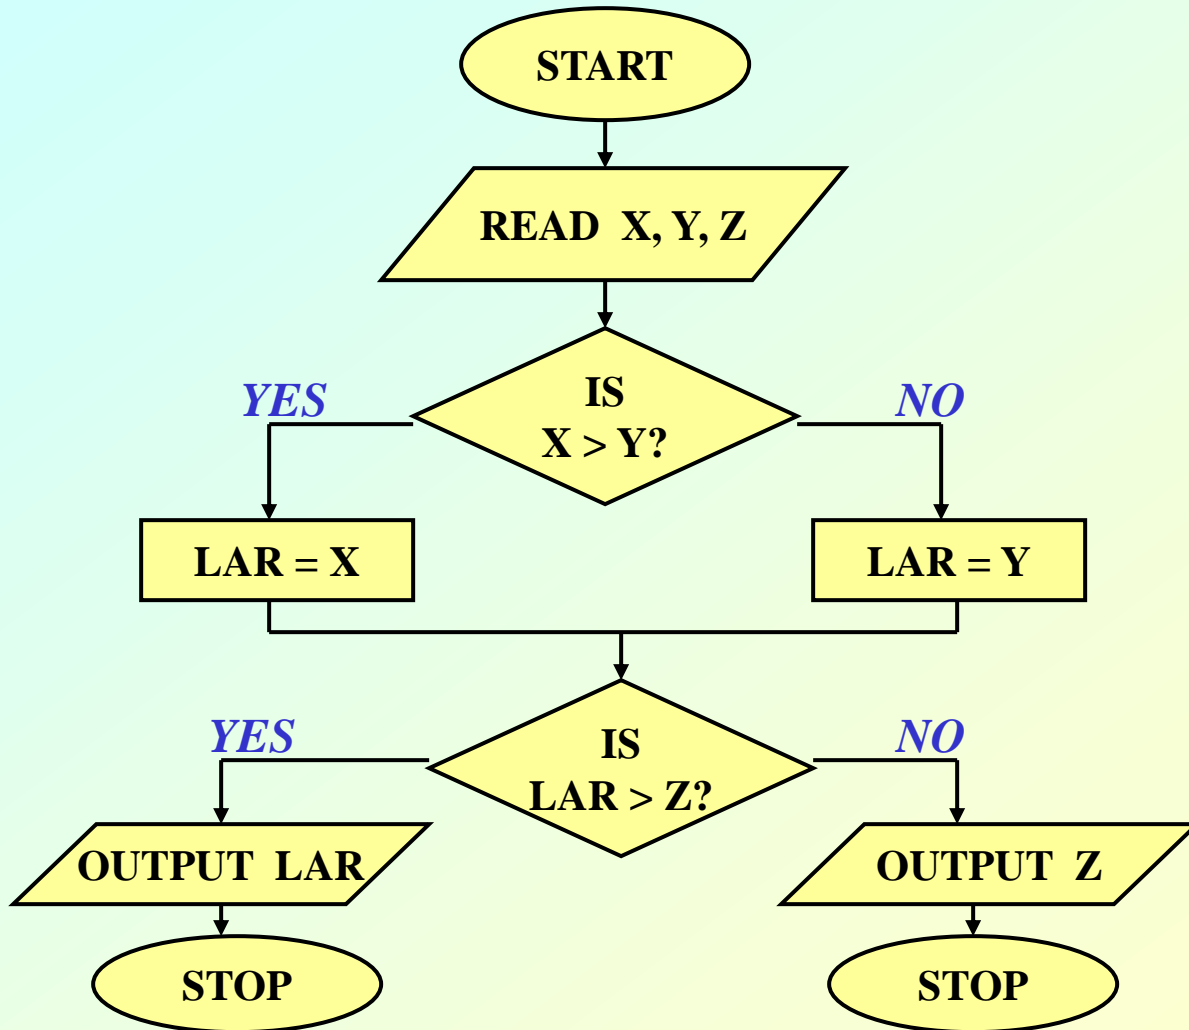 START
READ X, Y, Z
IS
X > Y?
YES
NO
LAR = X
LAR = Y
IS
LAR > Z?
YES
NO
OUTPUT LAR
OUTPUT Z
STOP
STOP